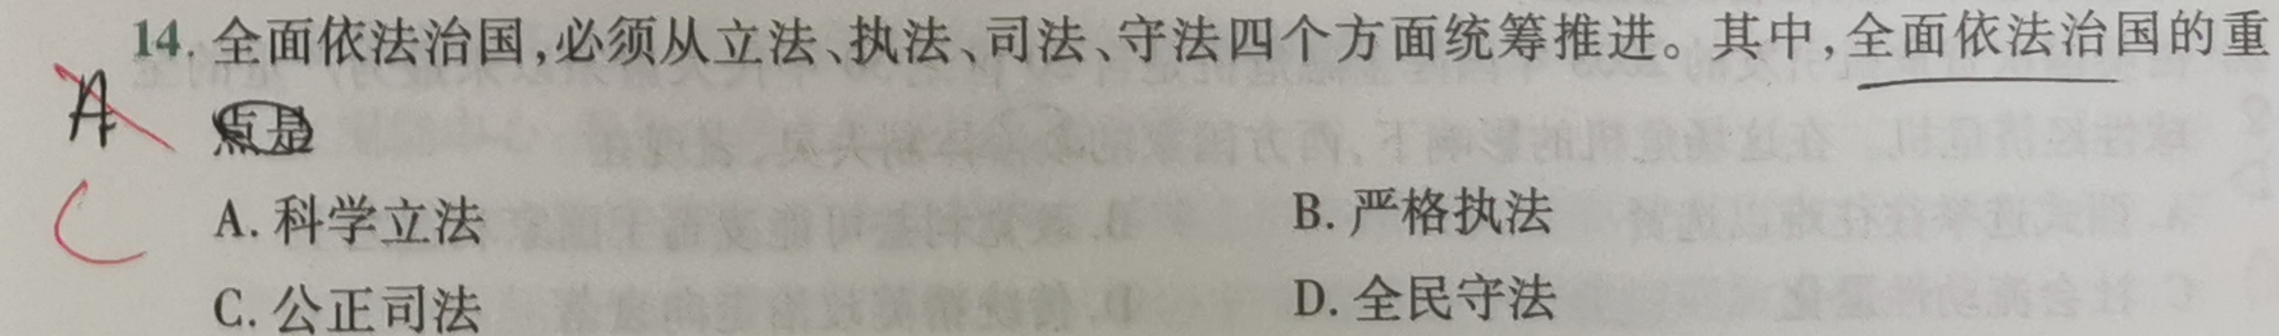 14. 全面依法治国,必须从立法、执法、司法、守法四个方面统筹推进。其中,全面依法治国的重
A
点是
C
A. 科学立法
B. 严格执法
C. 公正司法
D. 全民守法